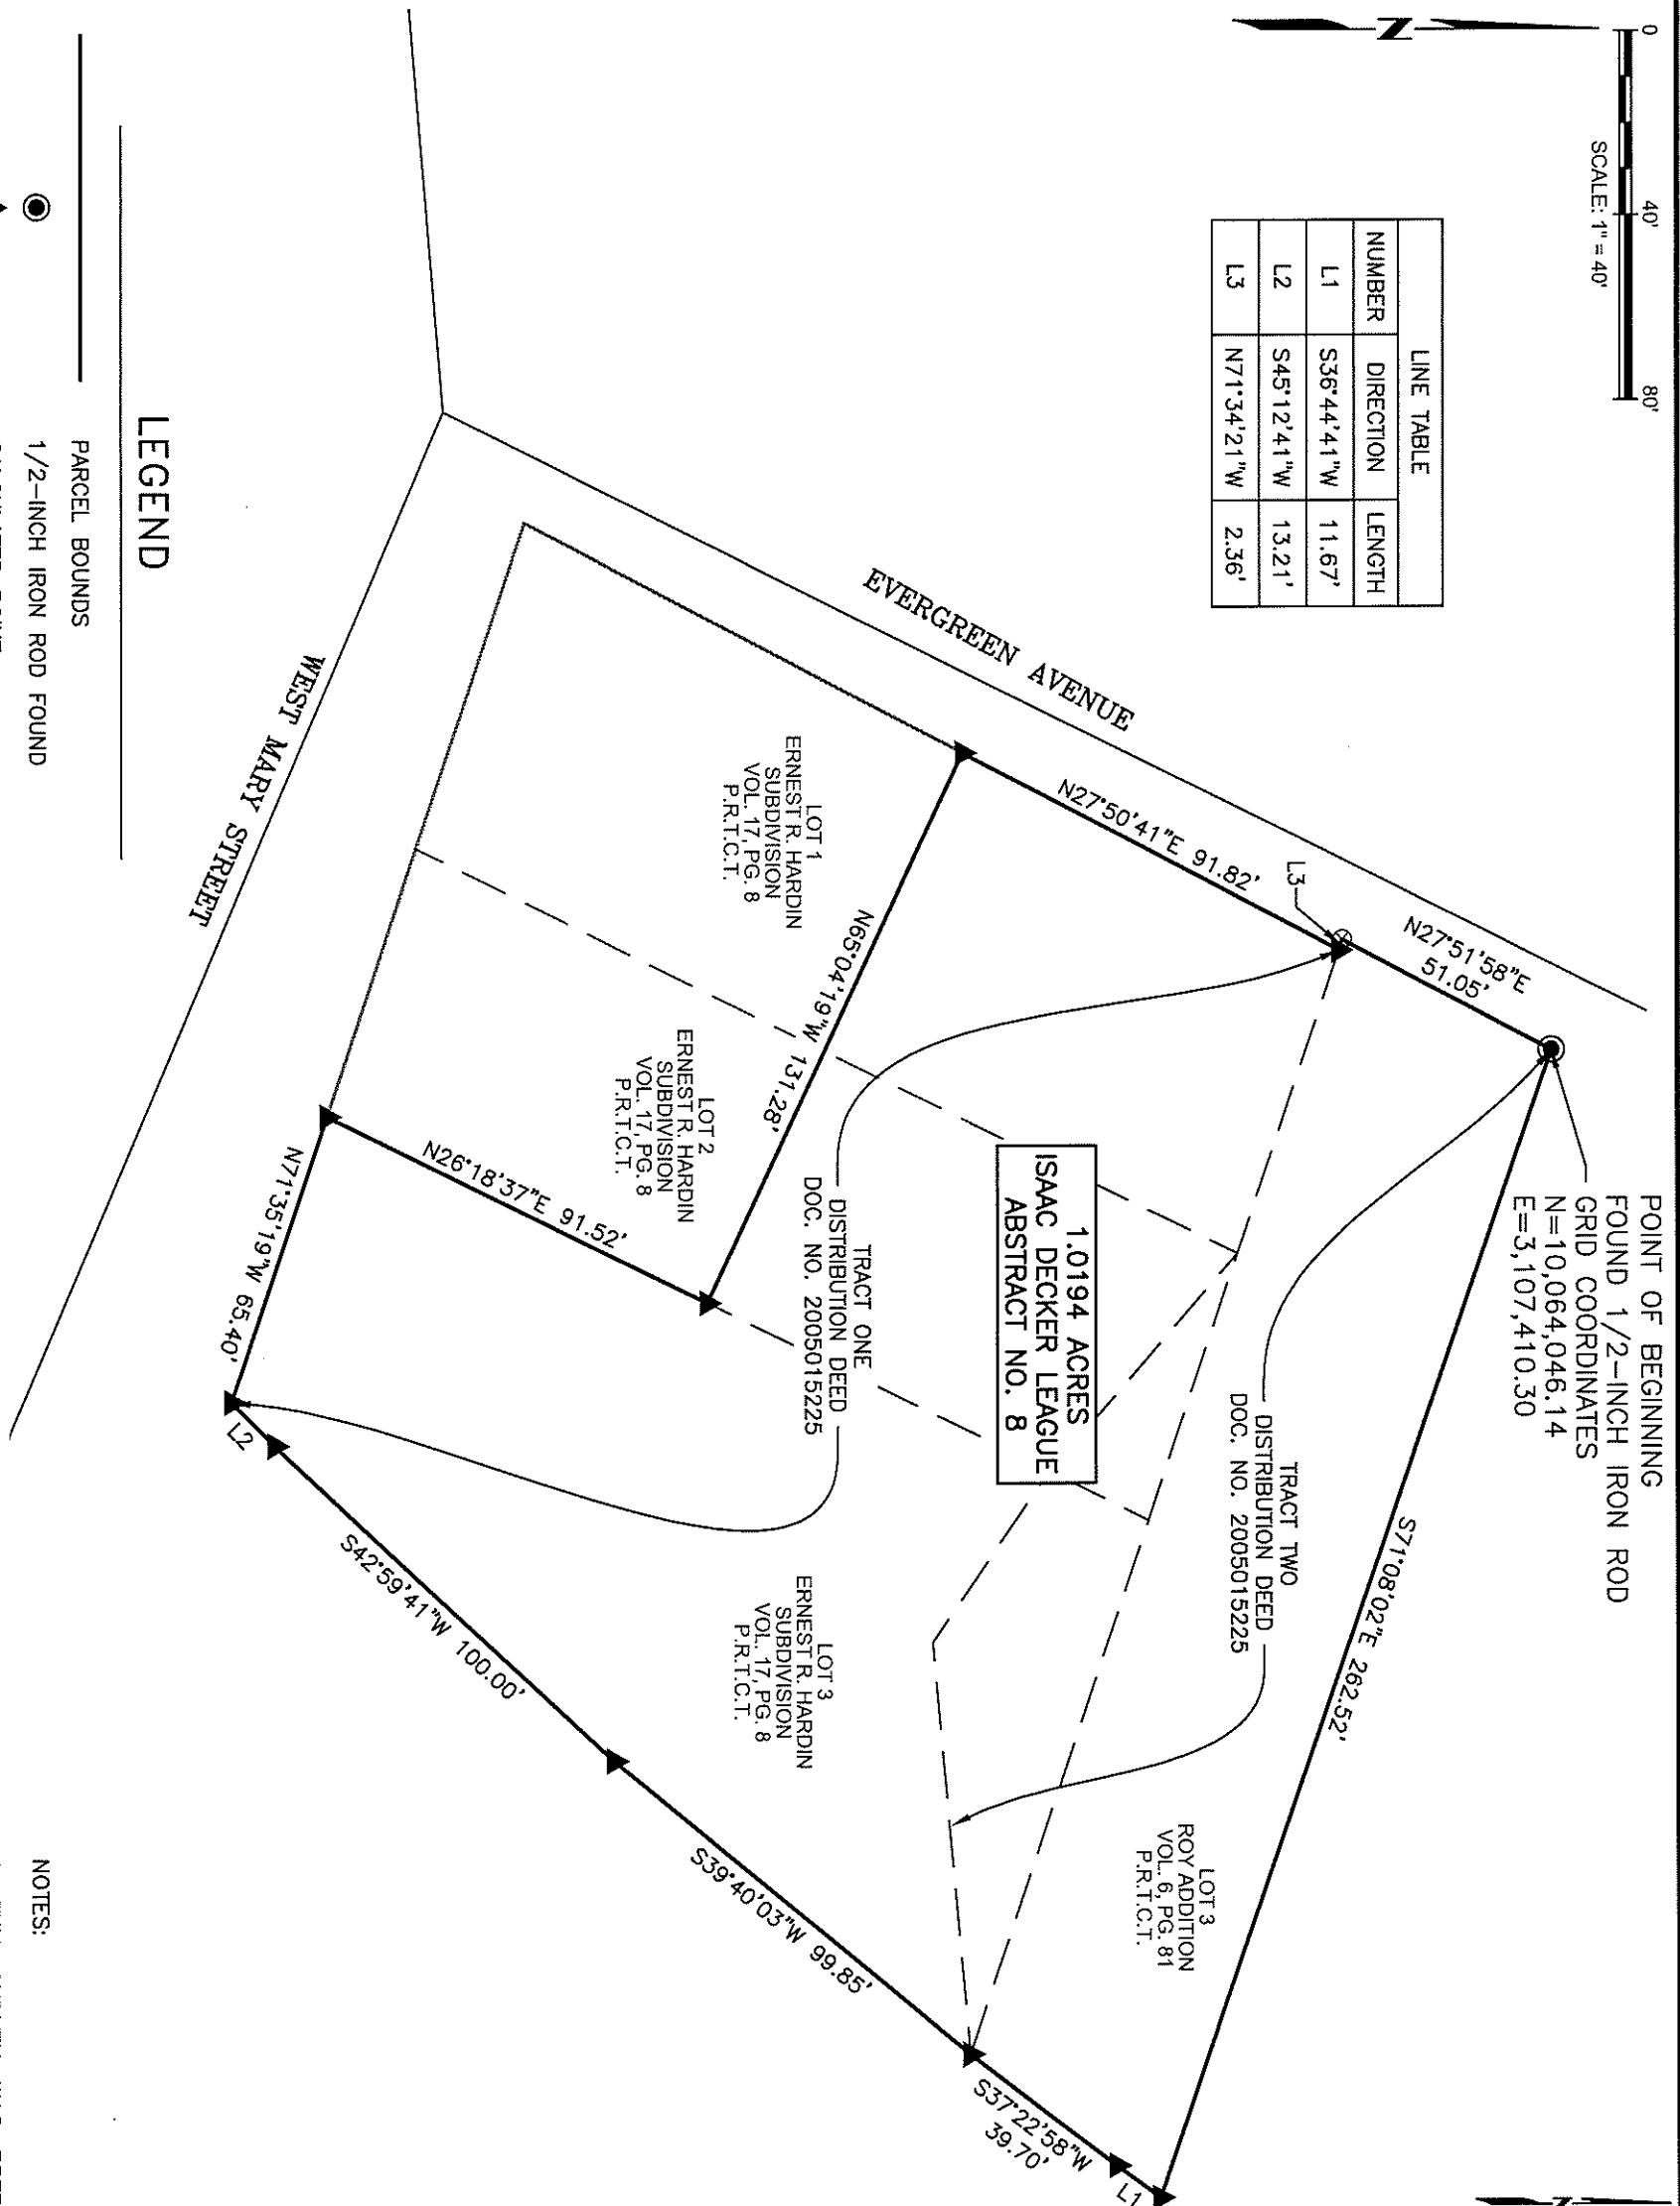 0
40'
80'
SCALE: 1" = 40'
N
LINE TABLE
NUMBER DIRECTION LENGTH
L1 S36°44'41"W 11.67'
L2 S45°12'41"W 13.21'
L3 N71°34'21"W 2.36'
POINT OF BEGINNING
FOUND 1/2-INCH IRON ROD
GRID COORDINATES
N=10,064,046.14
E=3,107,410.30
N27°51'58"E
51.05'
L3
N27°50'41"E 91.82'
EVERGREEN AVENUE
S71°08'02"E 262.52'
TRACT TWO
DISTRIBUTION DEED
DOC. NO. 2005015225
LOT 3
ROY ADDITION
VOL. 6, PG. 81
P.R.T.C.T.
1.0194 ACRES
ISAAC DECKER LEAGUE
ABSTRACT NO. 8
L1
S37°22'58"W
39.70'
TRACT ONE
DISTRIBUTION DEED
DOC. NO. 2005015225
N65°04'19"W 131.28'
LOT 1
ERNEST R. HARDIN
SUBDIVISION
VOL. 17, PG. 8
P.R.T.C.T.
LOT 2
ERNEST R. HARDIN
SUBDIVISION
VOL. 17, PG. 8
P.R.T.C.T.
LOT 3
ERNEST R. HARDIN
SUBDIVISION
VOL. 17, PG. 8
P.R.T.C.T.
S39°40'03"W 99.85'
N26°18'37"E 91.52'
S42°59'41"W 100.00'
L2
N71°35'19"W 65.40'
WEST MARY STREET
LEGEND
PARCEL BOUNDS
1/2-INCH IRON ROD FOUND
NOTES: